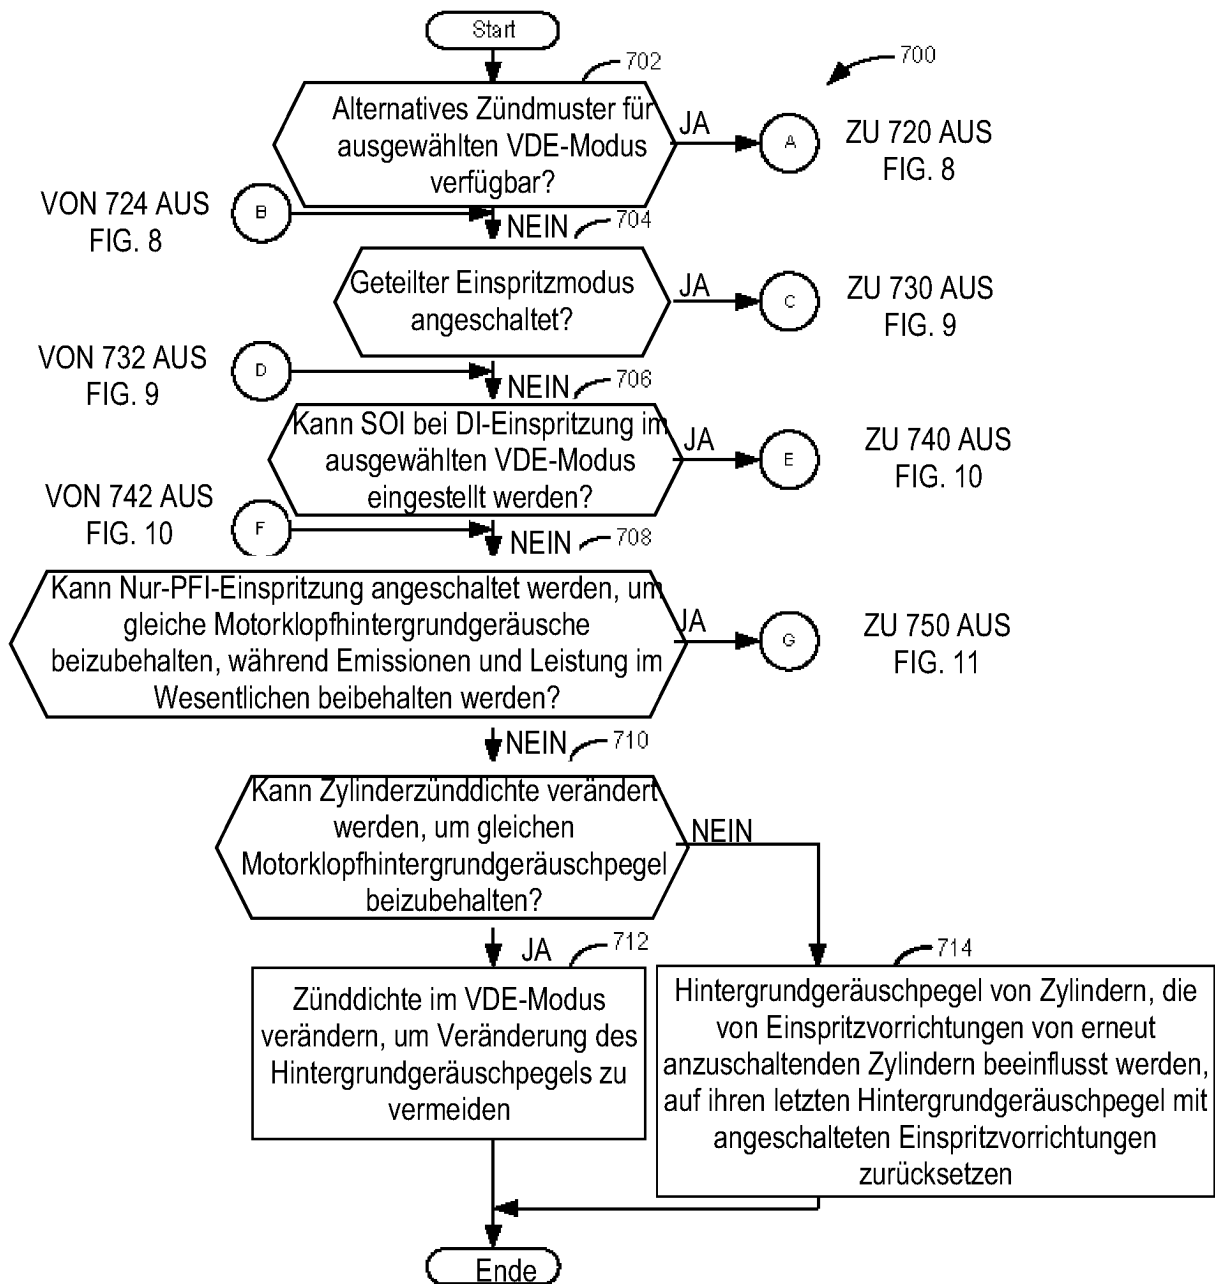 Start
702
700
Alternatives Zündmuster für
ausgewählten VDE-Modus
verfügbar?
JA
A
ZU 720 AUS
FIG. 8
VON 724 AUS
FIG. 8
B
NEIN
704
Geteilter Einspritzmodus
angeschaltet?
JA
C
ZU 730 AUS
FIG. 9
VON 732 AUS
FIG. 9
D
NEIN
706
Kann SOI bei DI-Einspritzung im
ausgewählten VDE-Modus
eingestellt werden?
JA
E
ZU 740 AUS
FIG. 10
VON 742 AUS
FIG. 10
F
NEIN
708
Kann Nur-PFI-Einspritzung angeschaltet werden, um
gleiche Motorklopfhintergrundgeräusche
beizubehalten, während Emissionen und Leistung im
Wesentlichen beibehalten werden?
JA
G
ZU 750 AUS
FIG. 11
NEIN
710
Kann Zylinderzünddichte verändert
werden, um gleichen
Motorklopfhintergrundgeräuschpegel
beizubehalten?
NEIN
JA
712
Zünddichte im VDE-Modus
verändern, um Veränderung des
Hintergrundgeräuschpegels zu
vermeiden
714
Hintergrundgeräuschpegel von Zylindern, die
von Einspritzvorrichtungen von erneut
anzuschaltenden Zylindern beeinflusst werden,
auf ihren letzten Hintergrundgeräuschpegel mit
angeschalteten Einspritzvorrichtungen
zurücksetzen
Ende